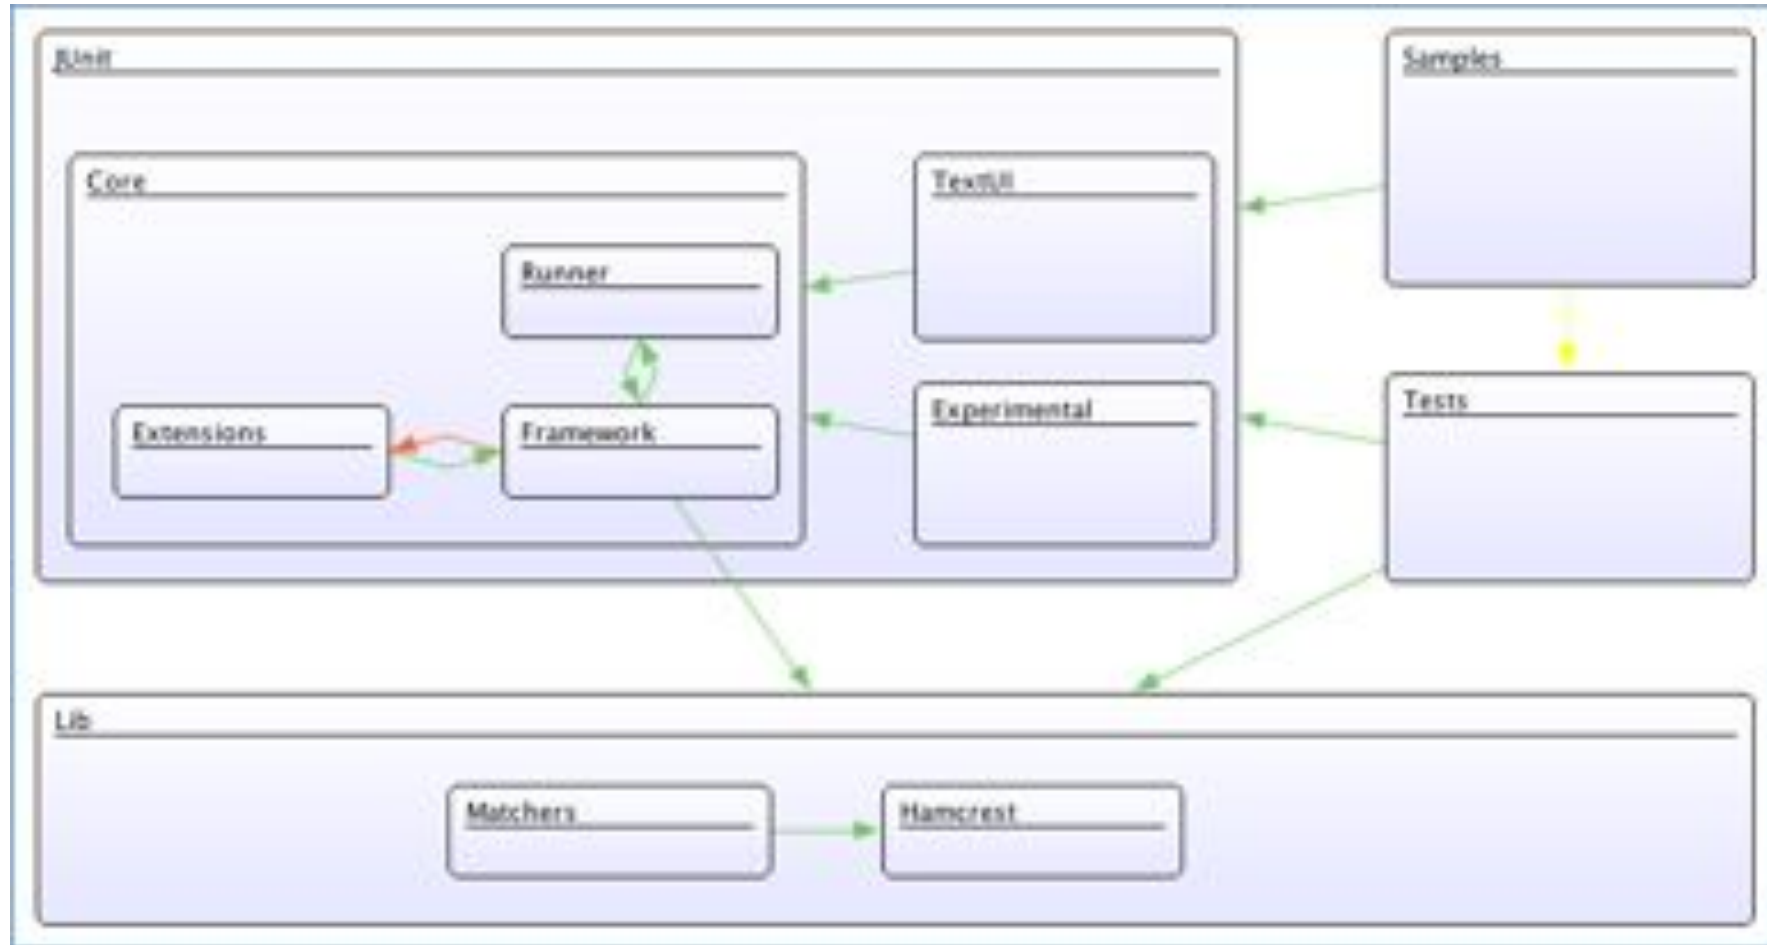 JUnit
Samples
Core
TextUI
Runner
Extensions
Framework
Experimental
Tests
Lib
Matchers
Hamcrest